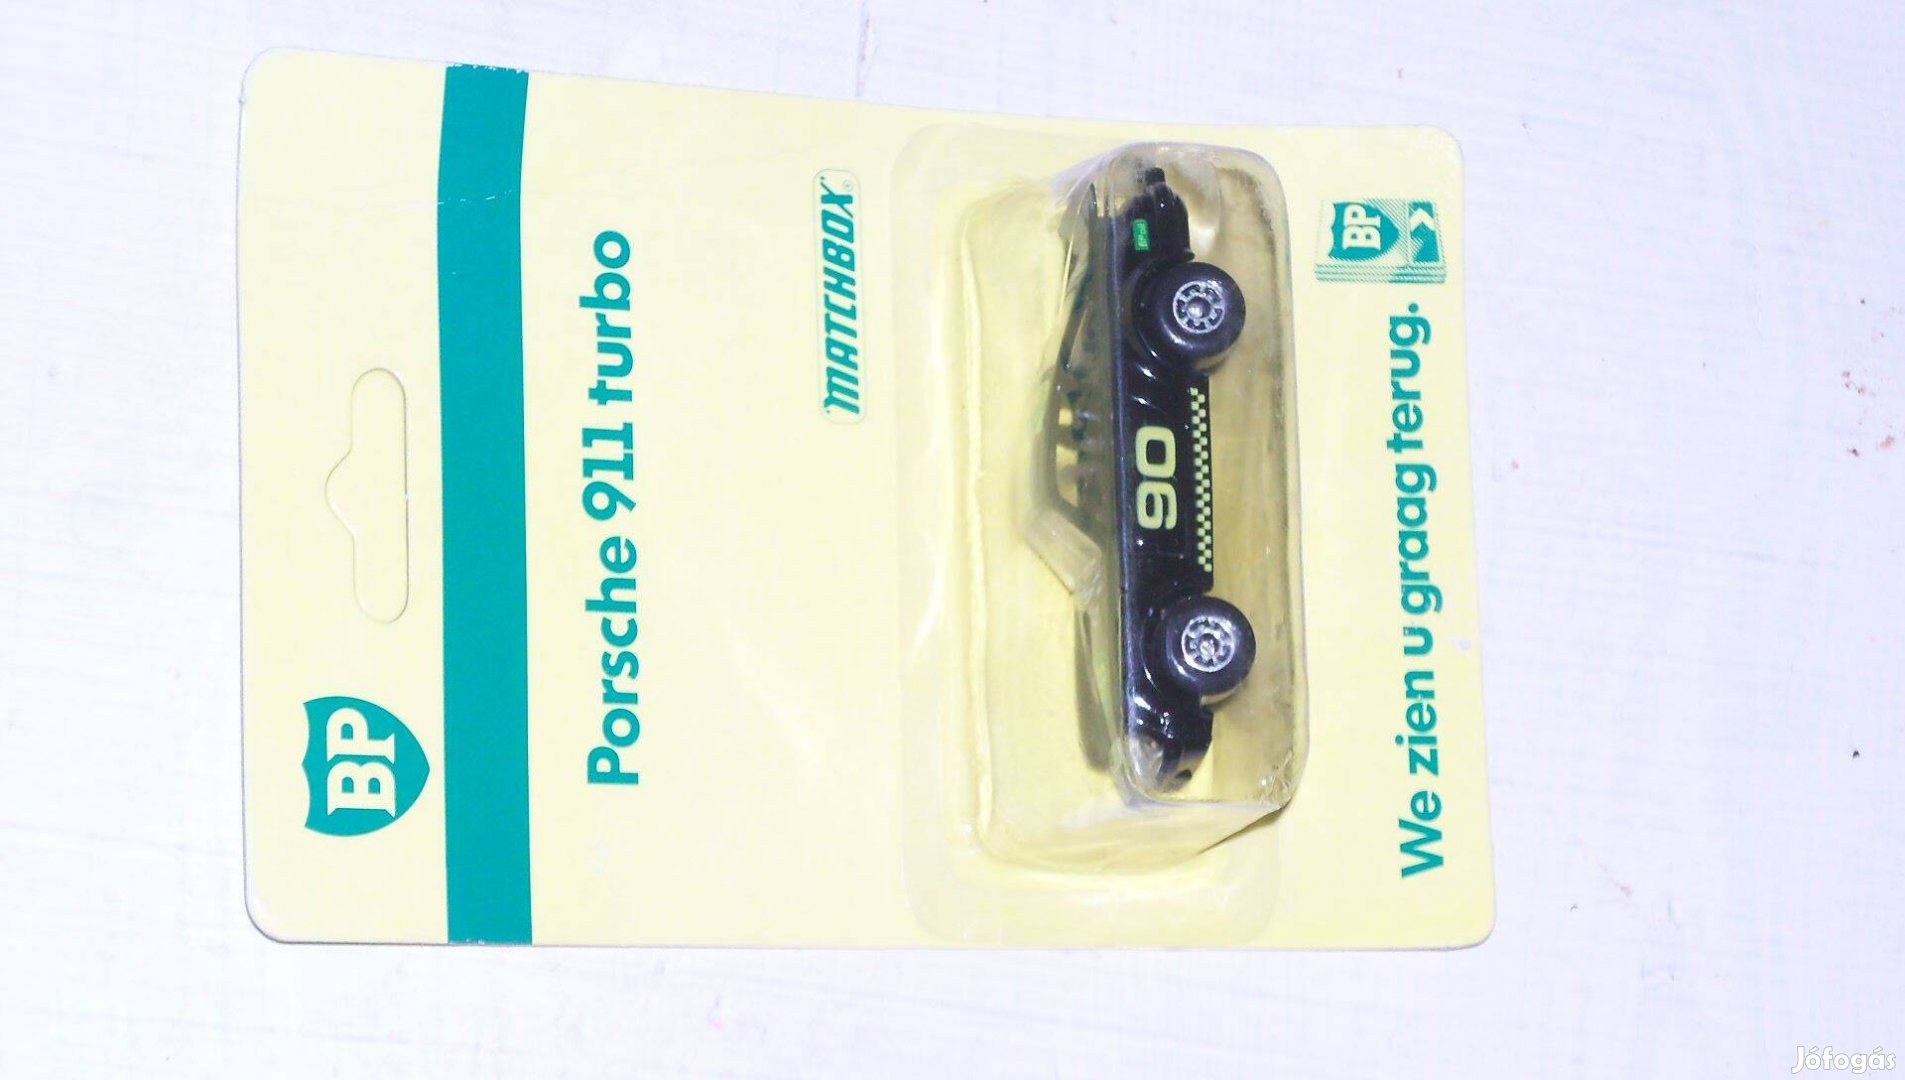 BP
Porsche 911 turbo
MATCHBOX
90
BP
We zien u graag terug.
Jófogás